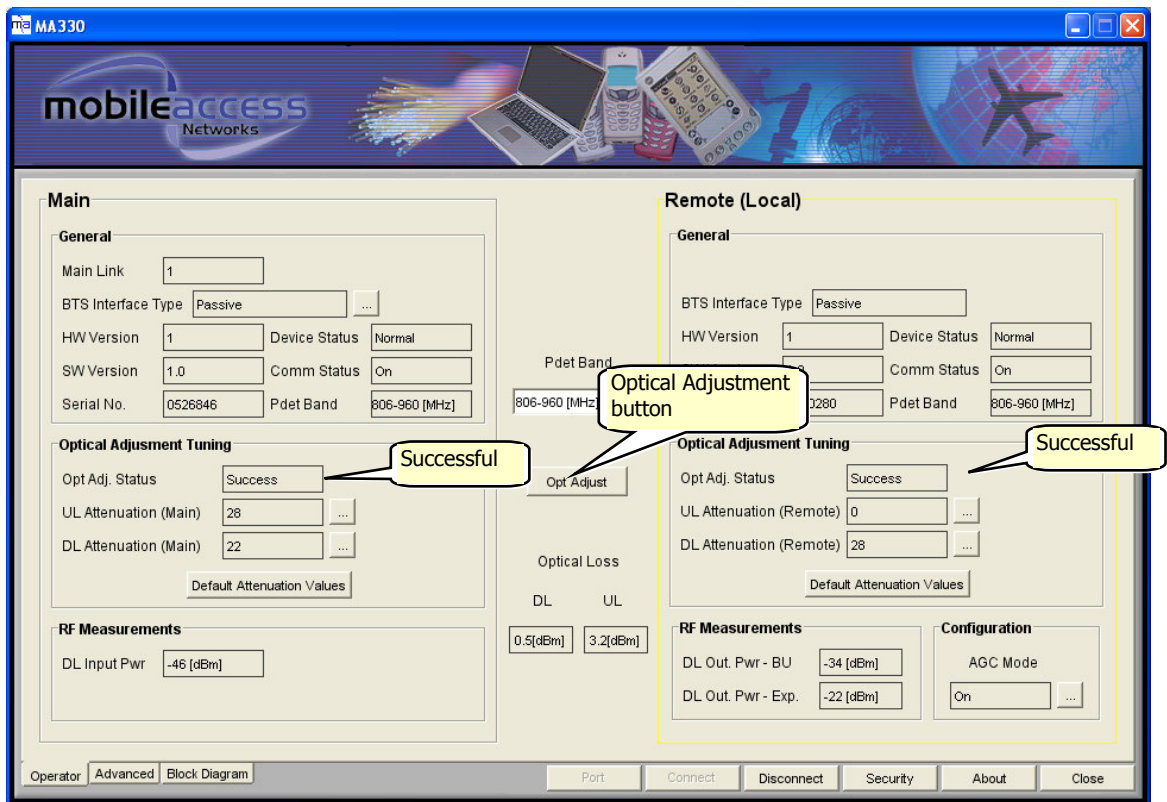 MA330
mobileaccess
Networks
Main
General
Main Link 1
BTS Interface Type Passive ...
HW Version 1 Device Status Normal
SW Version 1.0 Comm Status On
Serial No. 0526846 Pdet Band 806-960 [MHz]
Optical Adjusment Tuning
Opt Adj. Status Success
Successful
UL Attenuation (Main) 28 ...
DL Attenuation (Main) 22 ...
Default Attenuation Values
RF Measurements
DL Input Pwr -46 [dBm]
Pdet Band
806-960 [MHz]
Optical Adjustment
button
Opt Adjust
Optical Loss
DL UL
0.5[dBm] 3.2[dBm]
Remote (Local)
General
BTS Interface Type Passive
HW Version 1 Device Status Normal
Comm Status On
0280 Pdet Band 806-960 [MHz]
Optical Adjusment Tuning
Successful
Opt Adj. Status Success
UL Attenuation (Remote) 0 ...
DL Attenuation (Remote) 28 ...
Default Attenuation Values
RF Measurements
DL Out. Pwr - BU -34 [dBm]
DL Out. Pwr - Exp. -22 [dBm]
Configuration
AGC Mode
On ...
Operator Advanced Block Diagram
Port Connect Disconnect Security About Close